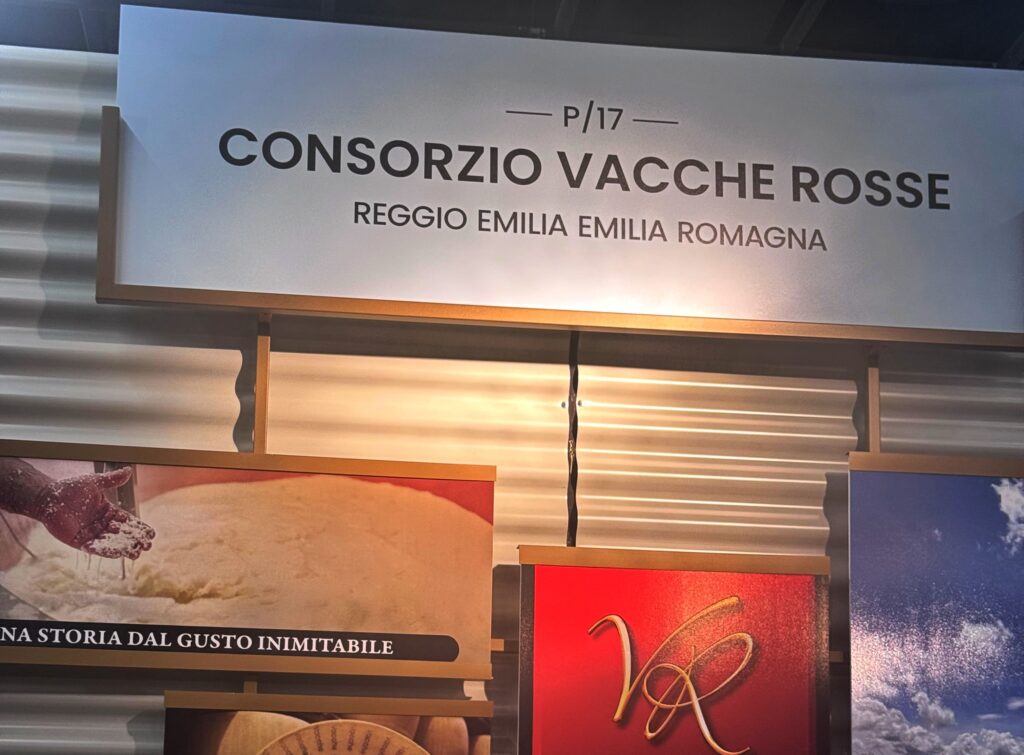 P/17
CONSORZIO VACCHE ROSSE
REGGIO EMILIA EMILIA ROMAGNA
NA STORIA DAL GUSTO INIMITABILE
VR